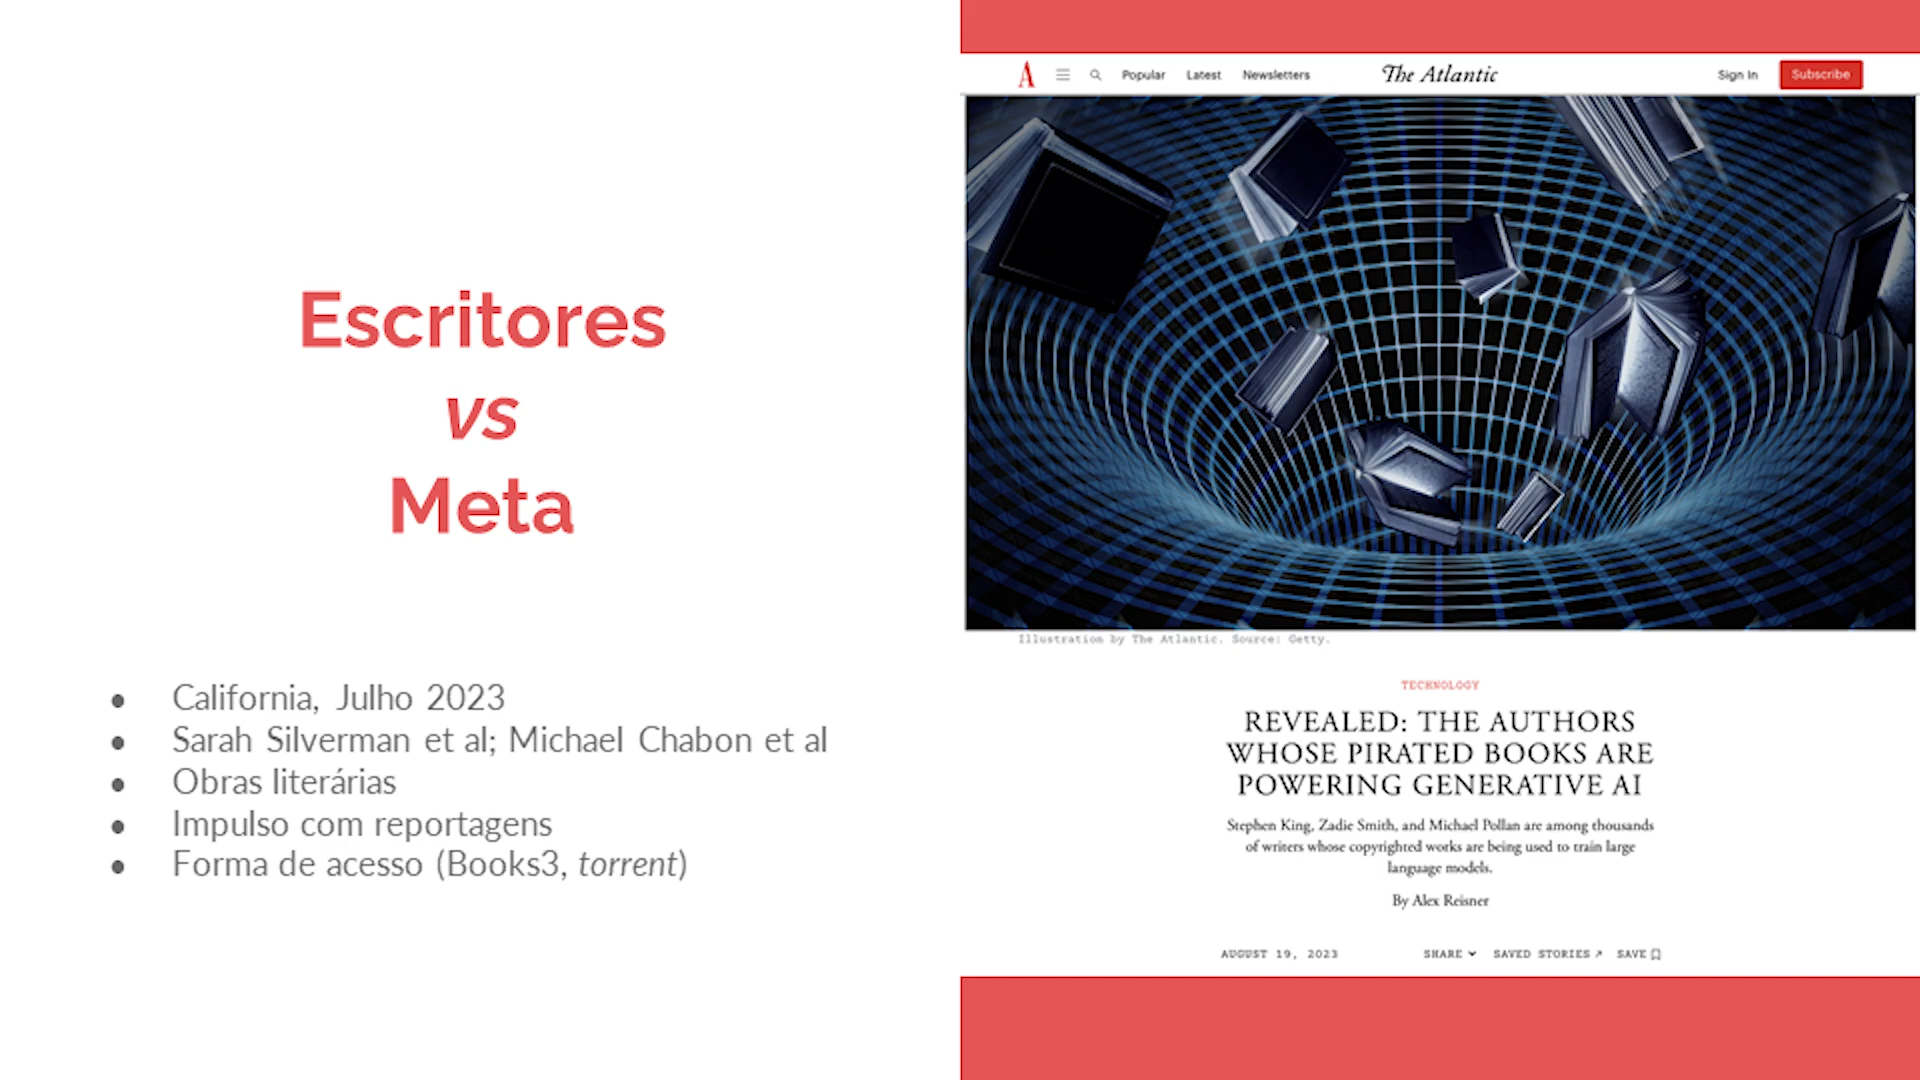 Escritores
vs
Meta
● California, Julho 2023
● Sarah Silverman et al; Michael Chabon et al
● Obras literárias
● Impulso com reportagens
● Forma de acesso (Books3, torrent)
A Popular Latest Newsletters The Atlantic Sign In Subscribe
Illustration by The Atlantic. Source: Getty.
TECHNOLOGY
REVEALED: THE AUTHORS
WHOSE PIRATED BOOKS ARE
POWERING GENERATIVE AI
Stephen King, Zadie Smith, and Michael Pollan are among thousands
of writers whose copyrighted works are being used to train large
language models.
By Alex Reisner
AUGUST 19, 2023 SHARE SAVED STORIES SAVE